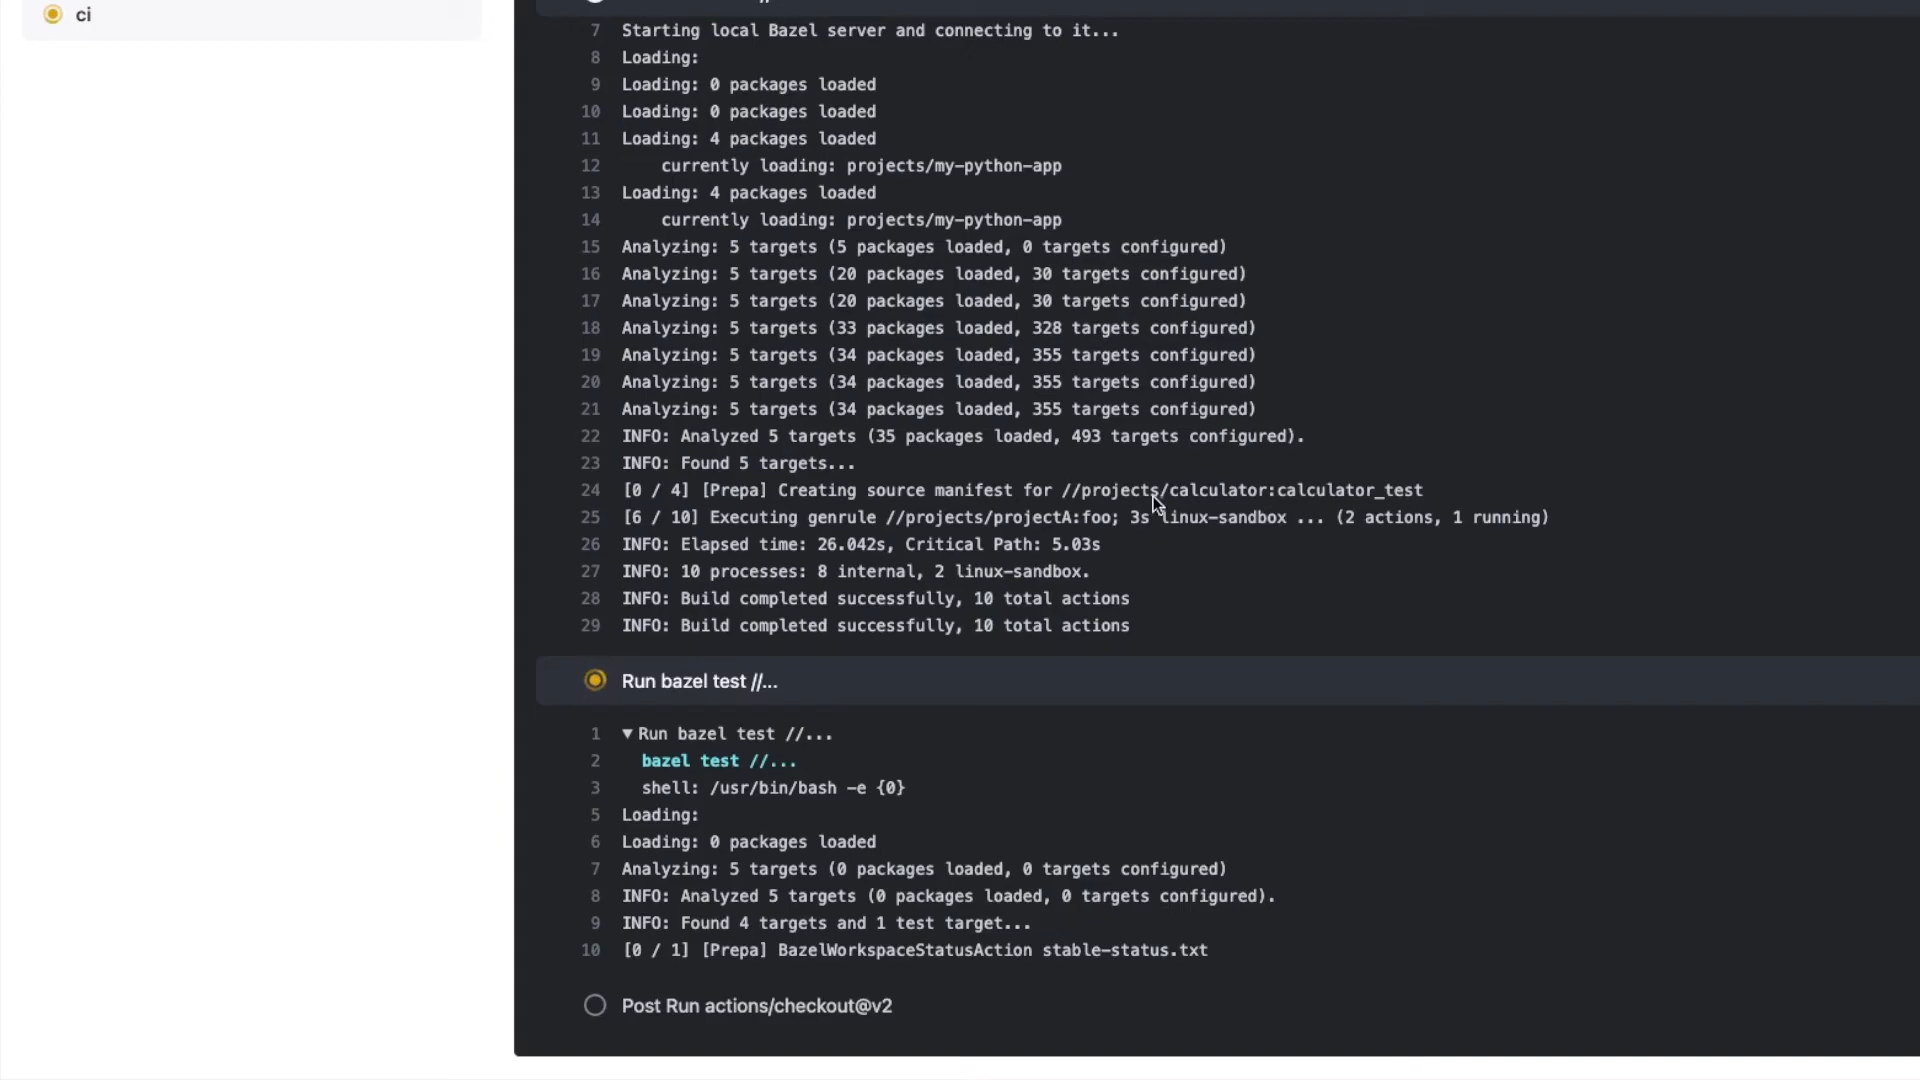 ci
7 Starting local Bazel server and connecting to it...
8 Loading:
9 Loading: 0 packages loaded
10 Loading: 0 packages loaded
11 Loading: 4 packages loaded
12 currently loading: projects/my-python-app
13 Loading: 4 packages loaded
14 currently loading: projects/my-python-app
15 Analyzing: 5 targets (5 packages loaded, 0 targets configured)
16 Analyzing: 5 targets (20 packages loaded, 30 targets configured)
17 Analyzing: 5 targets (20 packages loaded, 30 targets configured)
18 Analyzing: 5 targets (33 packages loaded, 328 targets configured)
19 Analyzing: 5 targets (34 packages loaded, 355 targets configured)
20 Analyzing: 5 targets (34 packages loaded, 355 targets configured)
21 Analyzing: 5 targets (34 packages loaded, 355 targets configured)
22 INFO: Analyzed 5 targets (35 packages loaded, 493 targets configured).
23 INFO: Found 5 targets...
24 [0 / 4] [Prepa] Creating source manifest for //projects/calculator:calculator_test
25 [6 / 10] Executing genrule //projects/projectA:foo; 3s linux-sandbox ... (2 actions, 1 running)
26 INFO: Elapsed time: 26.042s, Critical Path: 5.03s
27 INFO: 10 processes: 8 internal, 2 linux-sandbox.
28 INFO: Build completed successfully, 10 total actions
29 INFO: Build completed successfully, 10 total actions
Run bazel test //...
1 ▼ Run bazel test //...
2 bazel test //...
3 shell: /usr/bin/bash -e {0}
5 Loading:
6 Loading: 0 packages loaded
7 Analyzing: 5 targets (0 packages loaded, 0 targets configured)
8 INFO: Analyzed 5 targets (0 packages loaded, 0 targets configured).
9 INFO: Found 4 targets and 1 test target...
10 [0 / 1] [Prepa] BazelWorkspaceStatusAction stable-status.txt
Post Run actions/checkout@v2